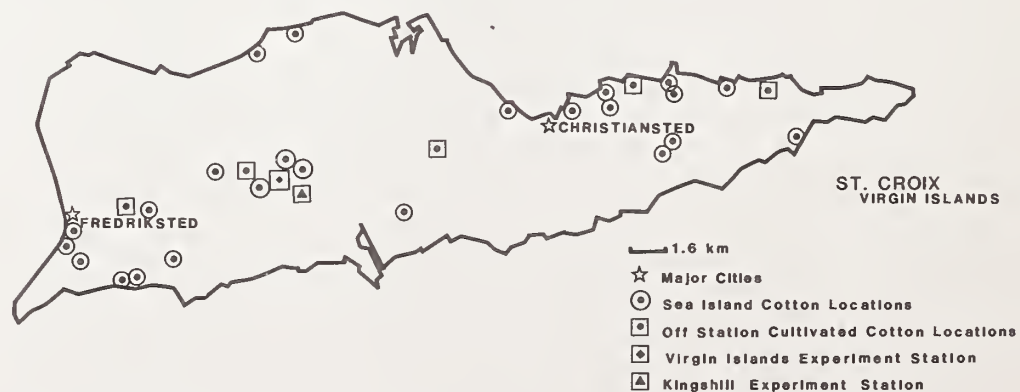 CHRISTIANSTED
FREDRIKSTED
ST. CROIX
VIRGIN ISLANDS
1.6 km
Major Cities
Sea Island Cotton Locations
Off Station Cultivated Cotton Locations
Virgin Islands Experiment Station
Kingshill Experiment Station